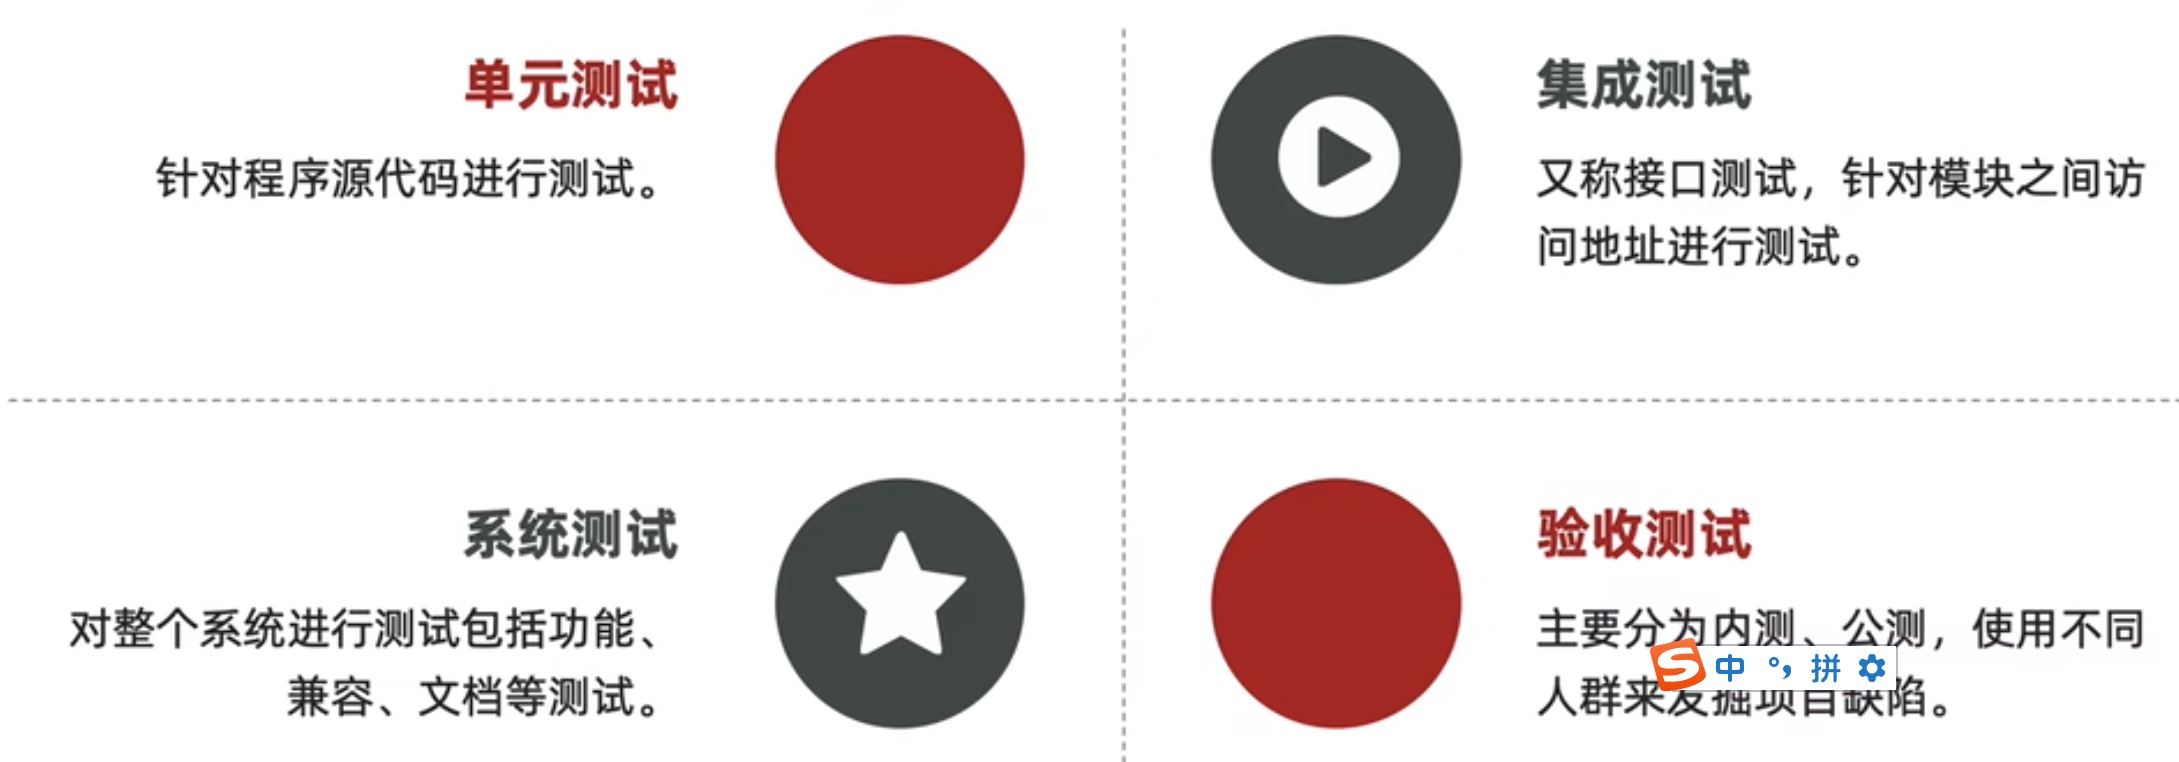 单元测试
针对程序源代码进行测试。
集成测试
又称接口测试，针对模块之间访
问地址进行测试。
系统测试
对整个系统进行测试包括功能、
兼容、文档等测试。
验收测试
主要分为内测、公测，使用不同
人群来发掘项目缺陷。
S中°，拼